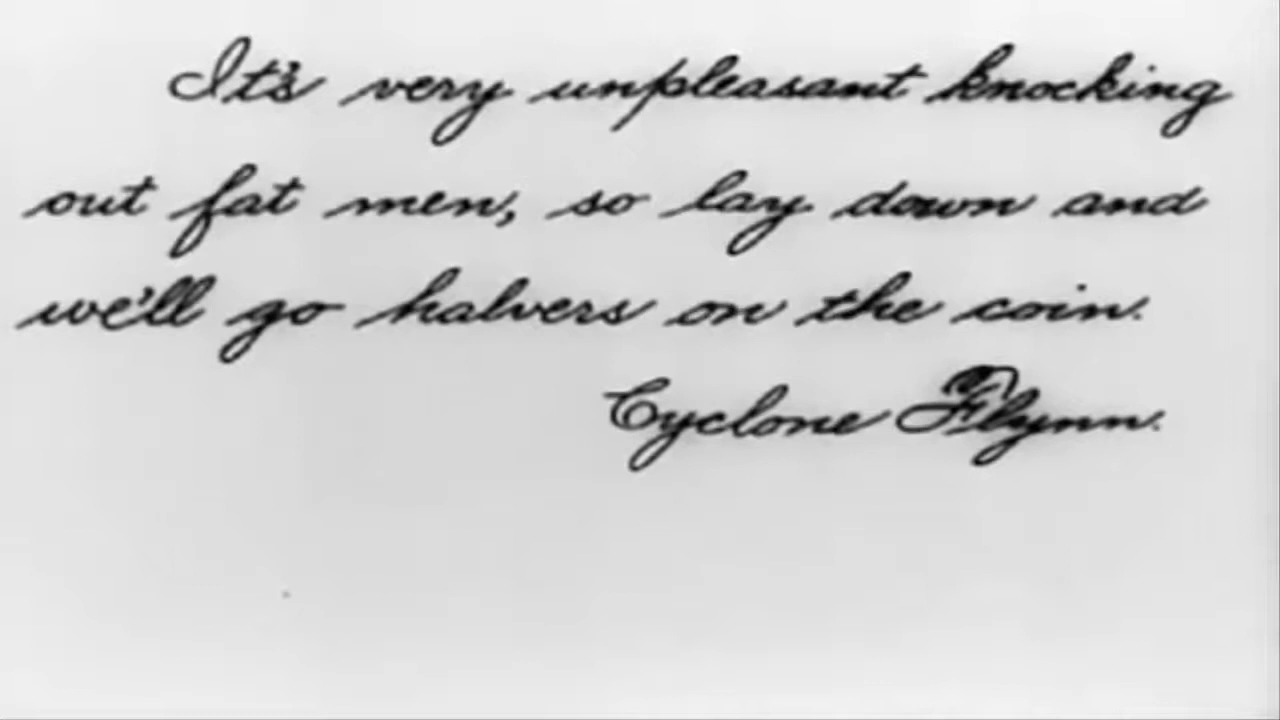 It's very unpleasant knocking
out fat men, so lay down and
we'll go halvers on the coin.
Cyclone Flynn.